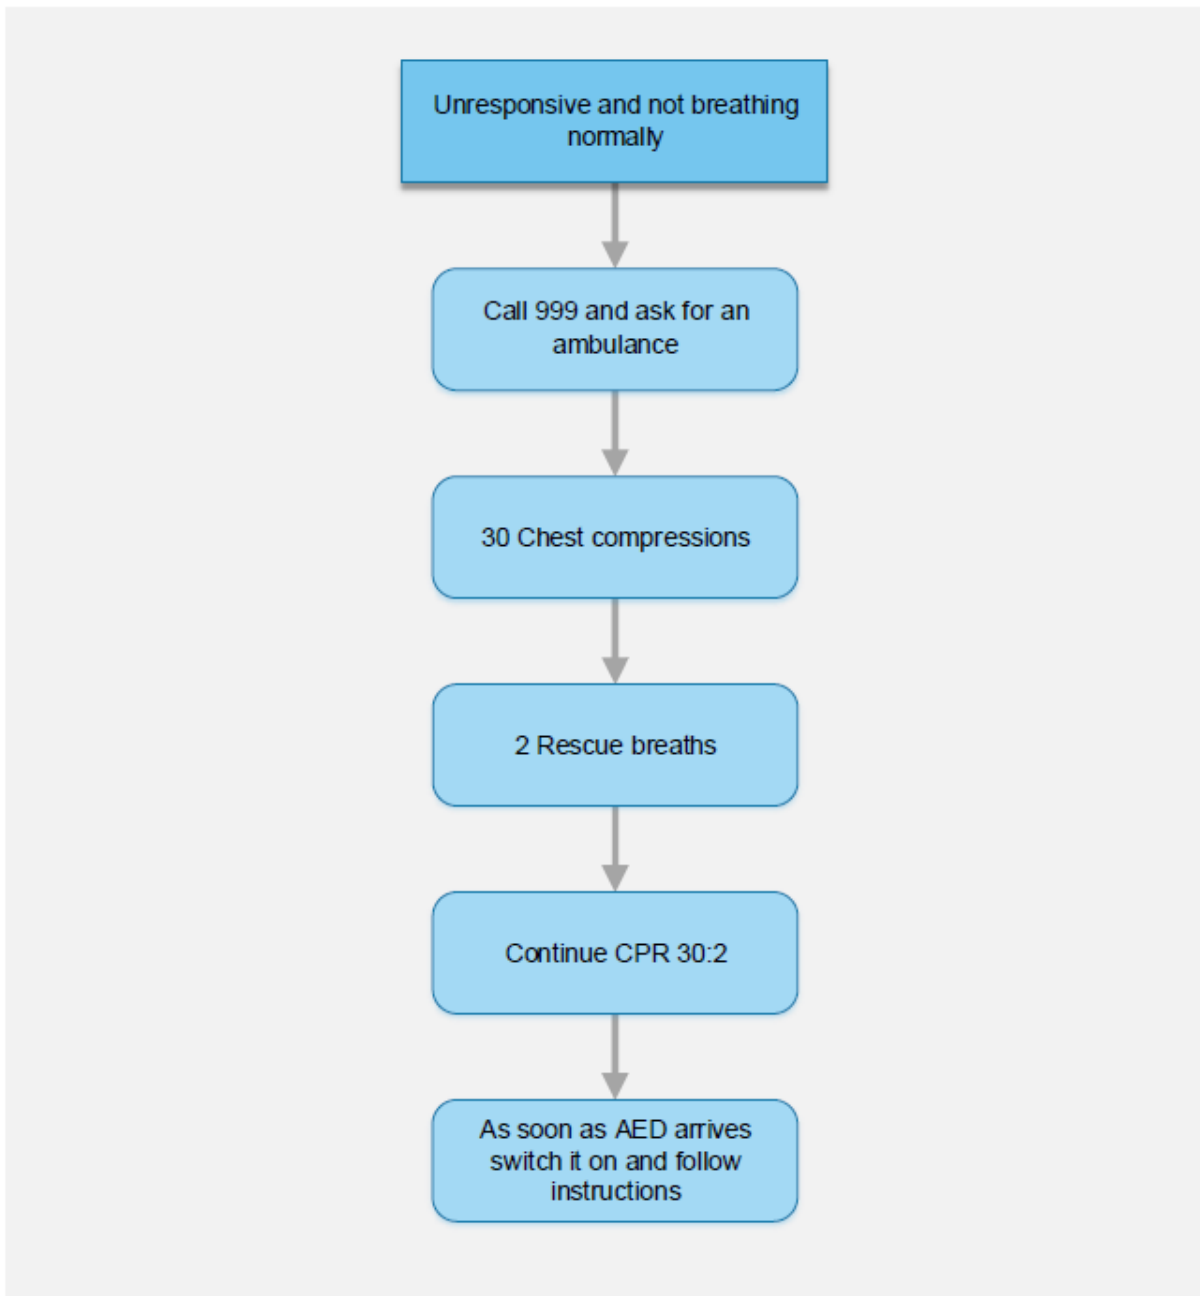 Unresponsive and not breathing
normally
Call 999 and ask for an
ambulance
30 Chest compressions
2 Rescue breaths
Continue CPR 30:2
As soon as AED arrives
switch it on and follow
instructions